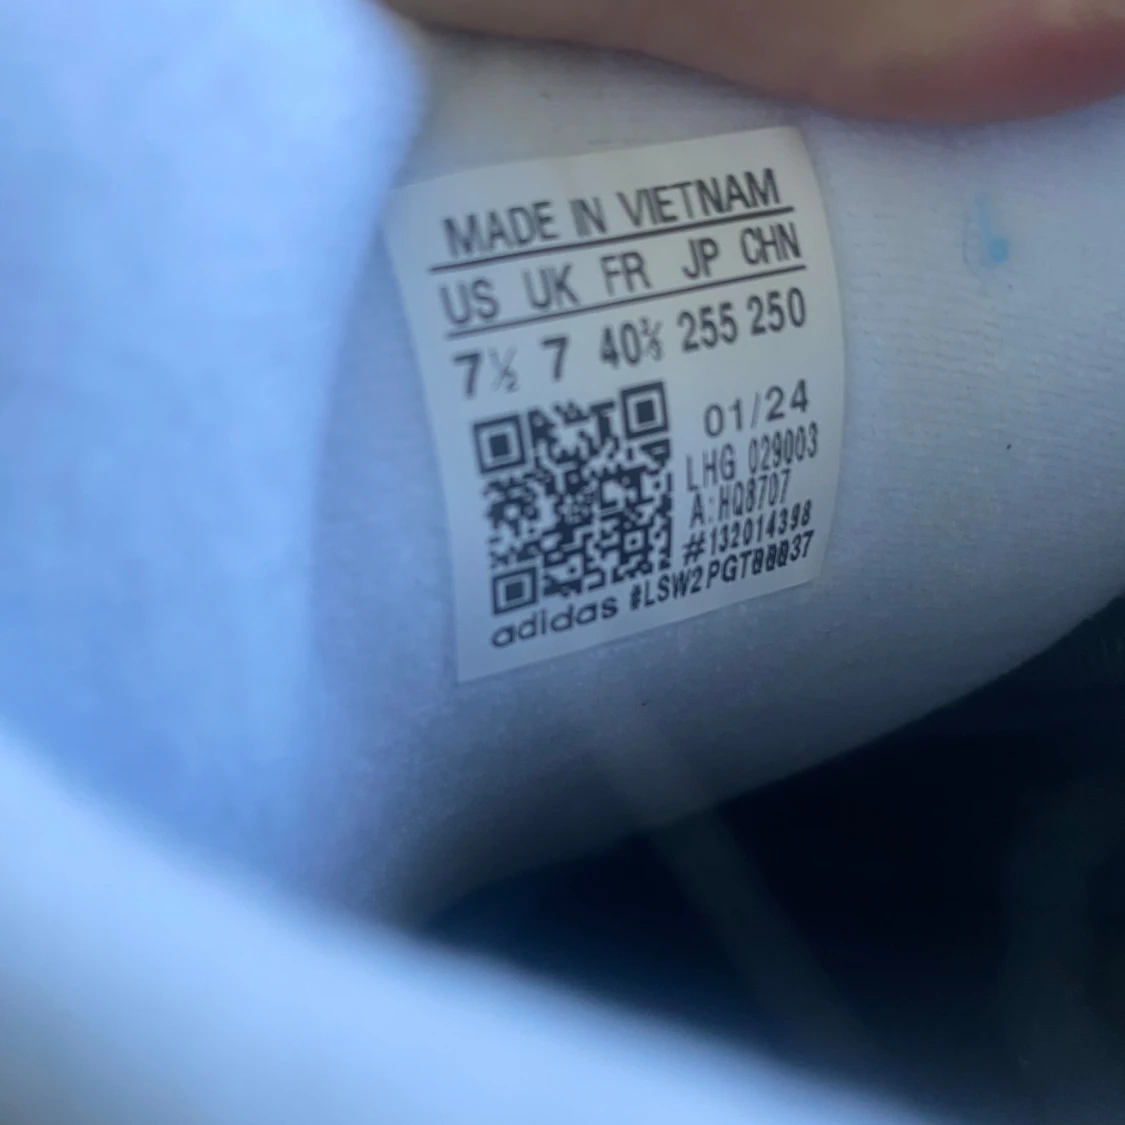 MADE IN VIETNAM
US UK FR JP CHN
7½ 7 40⅔ 255 250
01/24
LHG 029003
A:HQ8707
#132014398
adidas #LSW2PGT00037